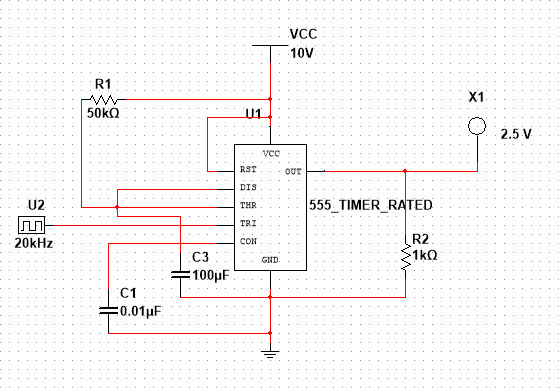 VCC
10V
R1
50kΩ
X1
2.5 V
U1
VCC
RST
OUT
DIS
THR
555_TIMER_RATED
U2
TRI
20kHz
CON
R2
1kΩ
GND
C3
100µF
C1
0.01µF